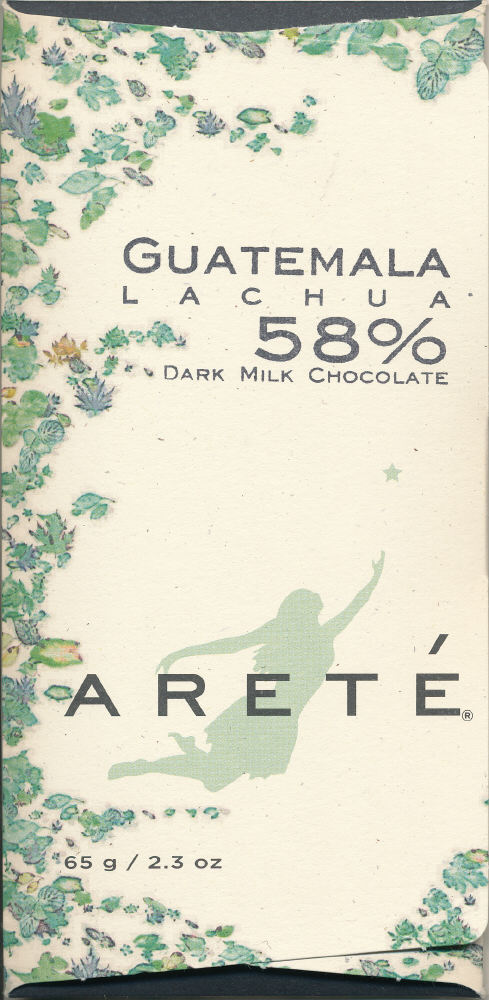 GUATEMALA
LACHUA
58%
DARK MILK CHOCOLATE
ARETÉ®
65 g / 2.3 oz